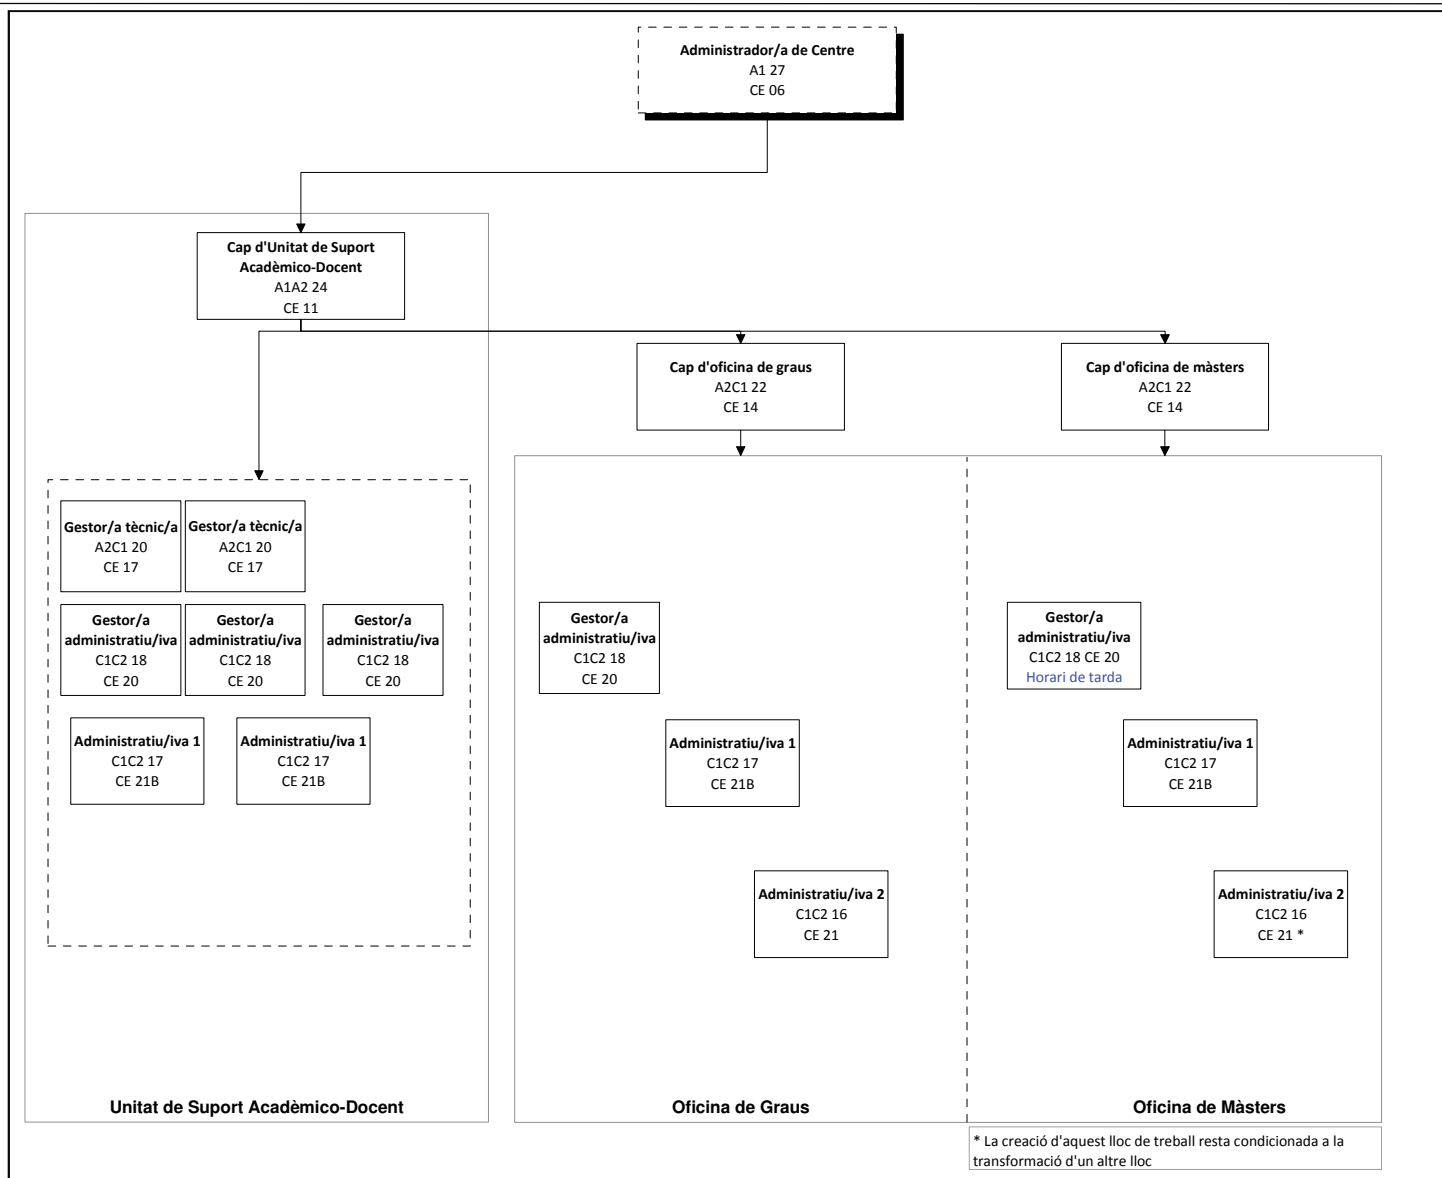 Administrador/a de Centre
A1 27
CE 06
Cap d'Unitat de Suport
Acadèmico-Docent
A1A2 24
CE 11
Cap d'oficina de graus
A2C1 22
CE 14
Cap d'oficina de màsters
A2C1 22
CE 14
Gestor/a tècnic/a
A2C1 20
CE 17
Gestor/a tècnic/a
A2C1 20
CE 17
Gestor/a
administratiu/iva
C1C2 18
CE 20
Gestor/a
administratiu/iva
C1C2 18
CE 20
Gestor/a
administratiu/iva
C1C2 18
CE 20
Administratiu/iva 1
C1C2 17
CE 21B
Administratiu/iva 1
C1C2 17
CE 21B
Unitat de Suport Acadèmico-Docent
Gestor/a
administratiu/iva
C1C2 18
CE 20
Administratiu/iva 1
C1C2 17
CE 21B
Administratiu/iva 2
C1C2 16
CE 21
Oficina de Graus
Gestor/a
administratiu/iva
C1C2 18 CE 20
Horari de tarda
Administratiu/iva 1
C1C2 17
CE 21B
Administratiu/iva 2
C1C2 16
CE 21 *
Oficina de Màsters
* La creació d'aquest lloc de treball resta condicionada a la
transformació d'un altre lloc